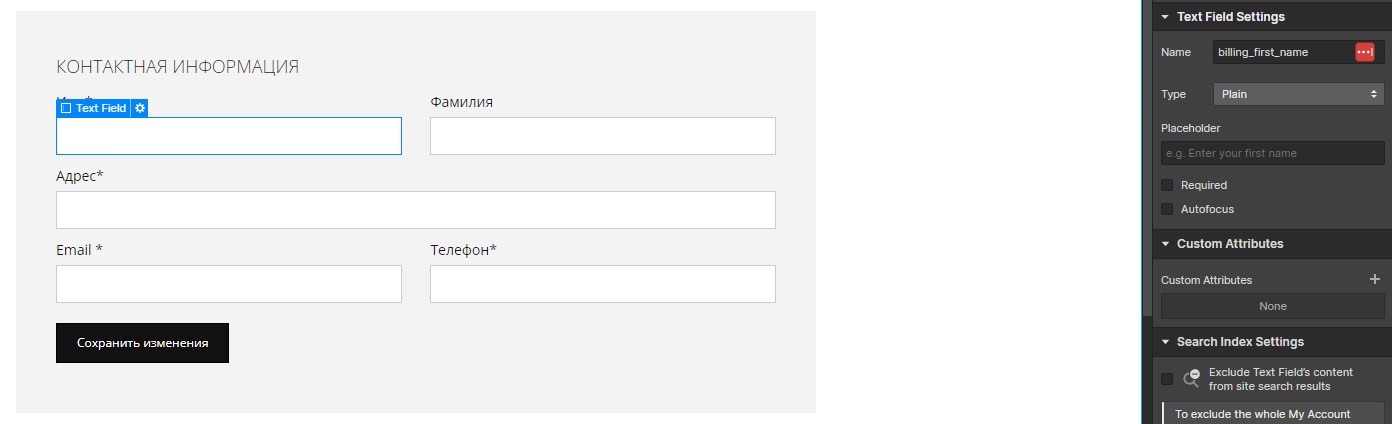 КОНТАКТНАЯ ИНФОРМАЦИЯ
Text Field
Фамилия
Адрес*
Email *
Телефон*
Сохранить изменения
Text Field Settings
Name billing_first_name
Type Plain
Placeholder
e.g. Enter your first name
Required
Autofocus
Custom Attributes
Custom Attributes +
None
Search Index Settings
Exclude Text Field's content
from site search results
To exclude the whole My Account